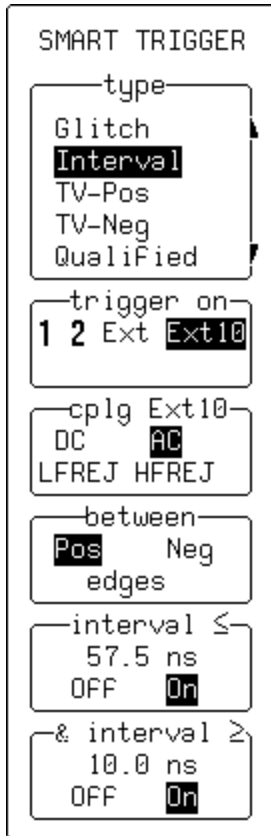 SMART TRIGGER
type
Glitch
Interval
TV-Pos
TV-Neg
Qualified
trigger on
1 2 Ext Ext10
cplg Ext10
DC AC
LFREJ HFREJ
between
Pos Neg
edges
interval ≤
57.5 ns
OFF On
& interval ≥
10.0 ns
OFF On